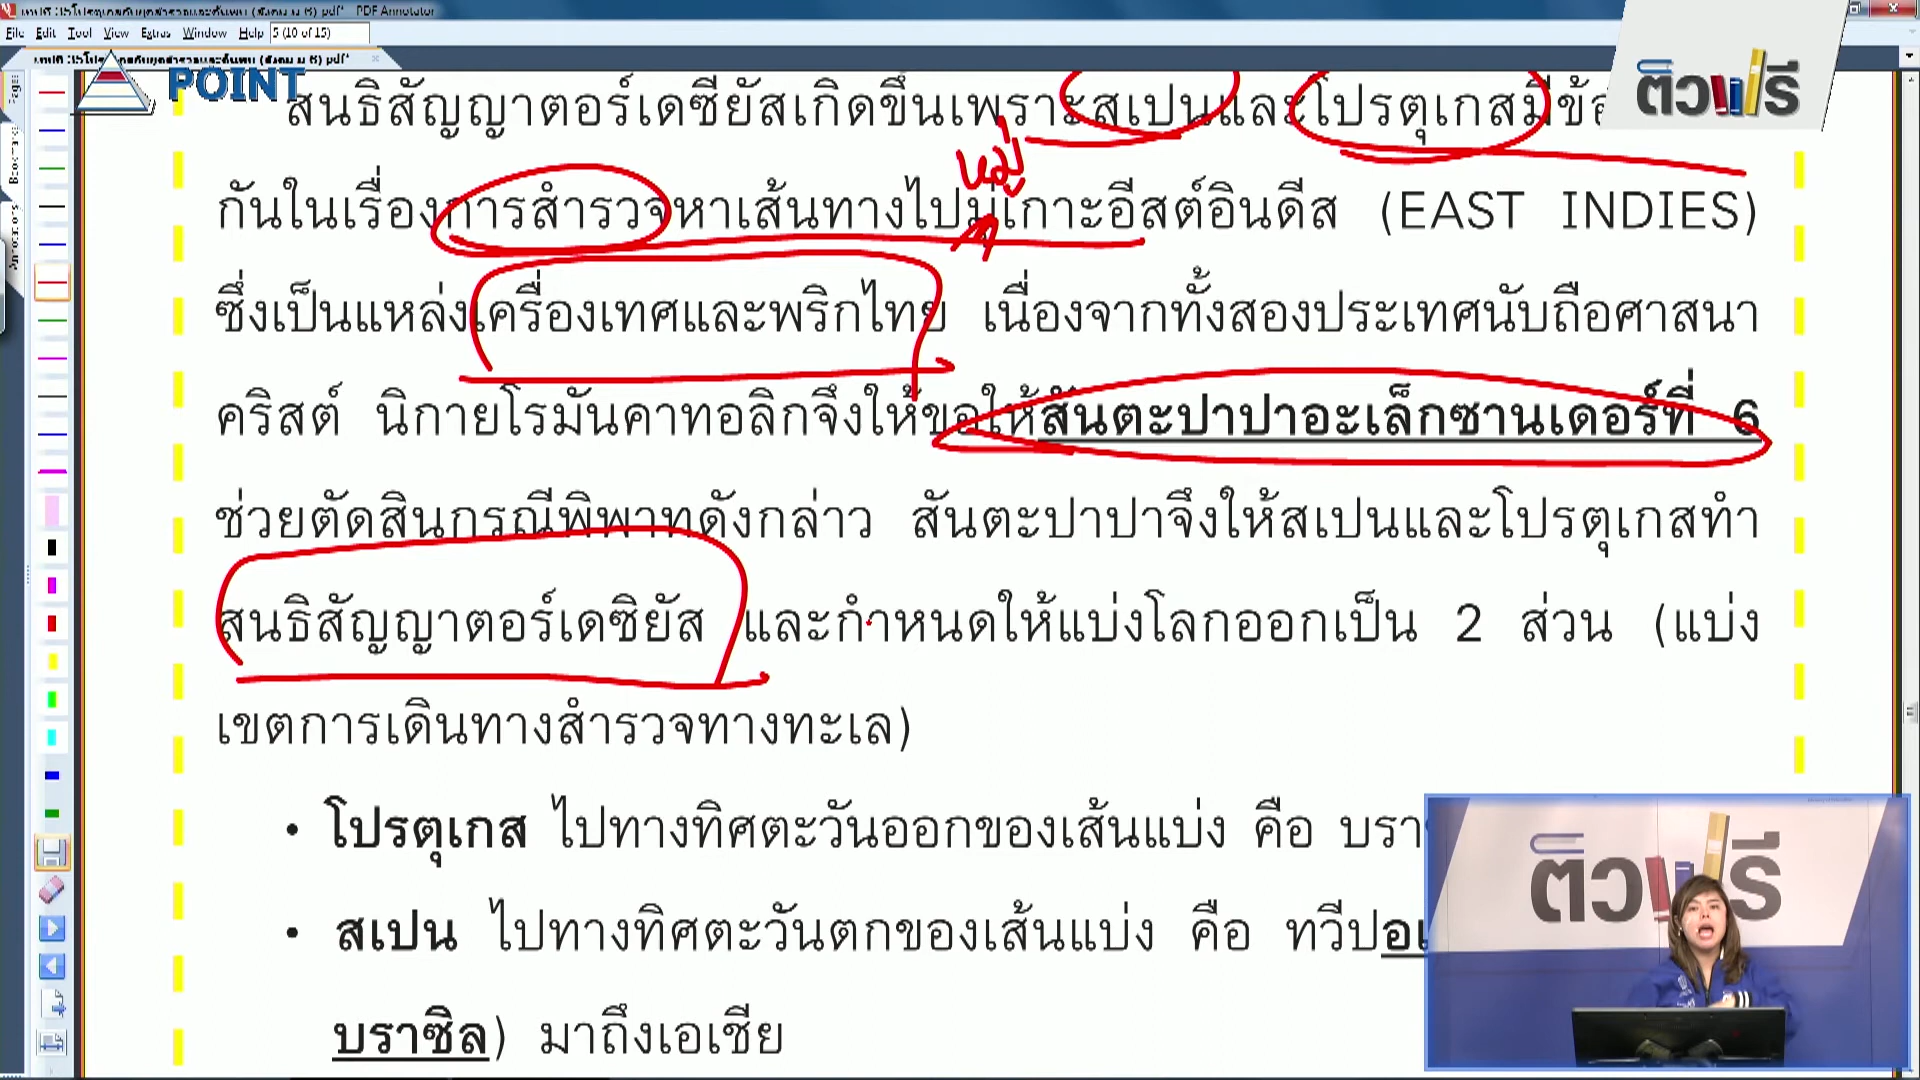 PDF Annotator
File Edit Tool View Extras Window Help 5 (10 of 15)
POINT
ติวฟรี
สนธิสัญญาตอร์เดซียัสเกิดขึ้นเพราะสเปนและโปรตุเกสมีข้อ
หมู่
กันในเรื่องการสำรวจหาเส้นทางไปมู่เกาะอีสต์อินดีส (EAST INDIES)
ซึ่งเป็นแหล่งเครื่องเทศและพริกไทย เนื่องจากทั้งสองประเทศนับถือศาสนา
คริสต์ นิกายโรมันคาทอลิกจึงให้ขอให้สันตะปาปาอะเล็กซานเดอร์ที่ 6
ช่วยตัดสินกรณีพิพาทดังกล่าว สันตะปาปาจึงให้สเปนและโปรตุเกสทำ
สนธิสัญญาตอร์เดซิยัส และกำหนดให้แบ่งโลกออกเป็น 2 ส่วน (แบ่ง
เขตการเดินทางสำรวจทางทะเล)
• โปรตุเกส ไปทางทิศตะวันออกของเส้นแบ่ง คือ
• สเปน ไปทางทิศตะวันตกของเส้นแบ่ง คือ ทวีป
บราซิล) มาถึงเอเชีย
ติวฟรี